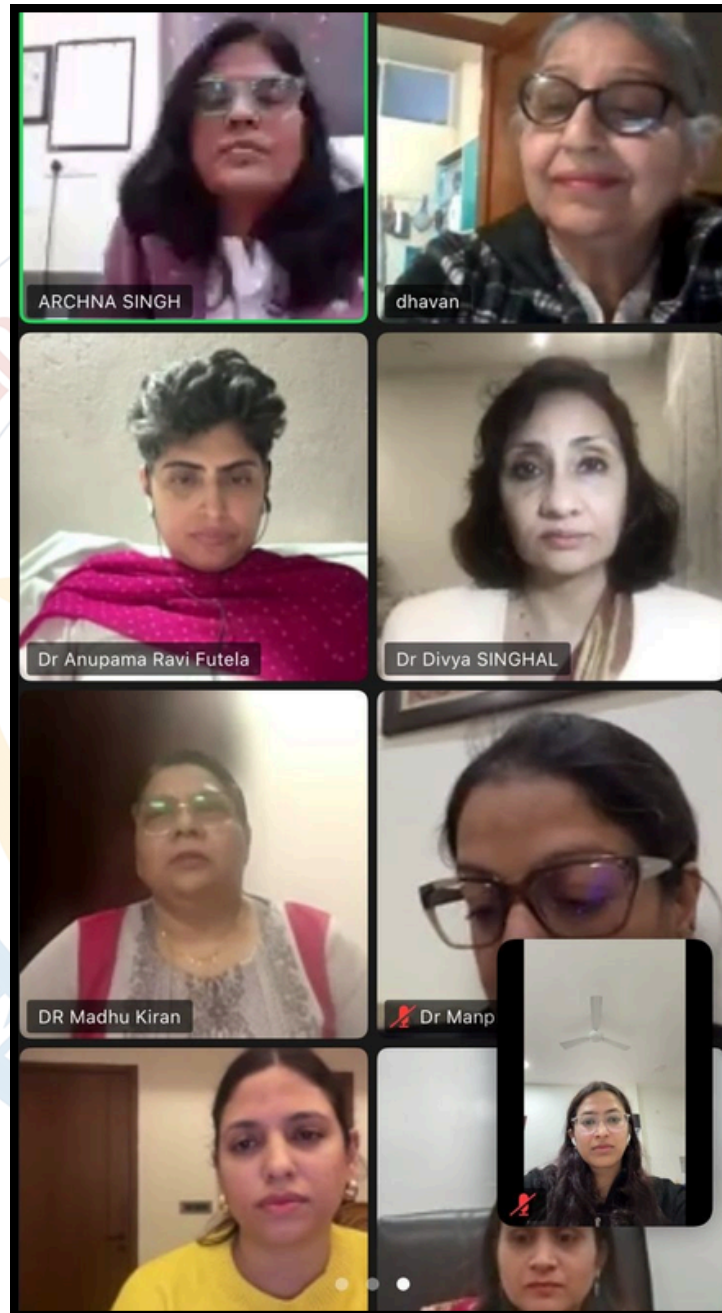 ARCHNA SINGH
dhavan
Dr Anupama Ravi Futela
Dr Divya SINGHAL
DR Madhu Kiran
Dr Manp